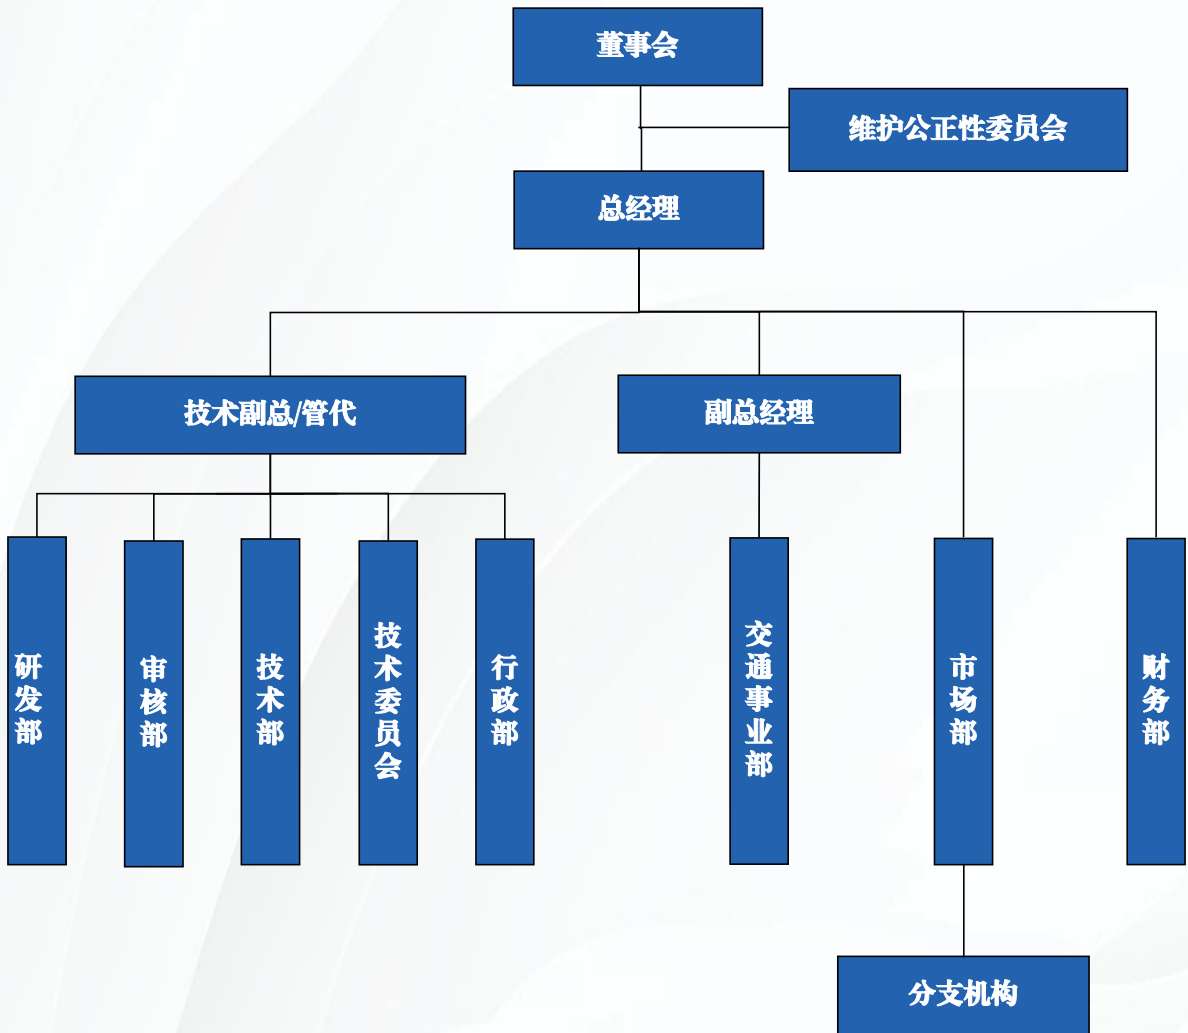 董事会
维护公正性委员会
总经理
技术副总/管代
副总经理
研发部
审核部
技术部
技术委员会
行政部
交通事业部
市场部
财务部
分支机构